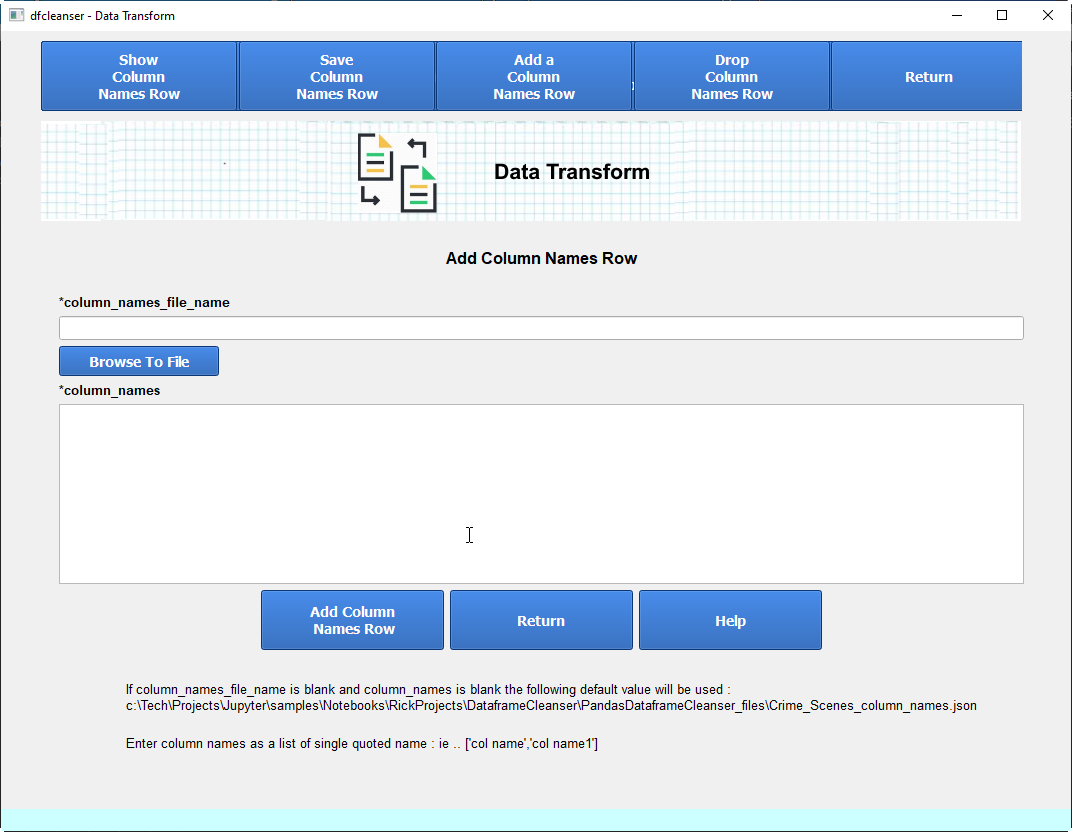 dfcleanser - Data Transform
Show
Column
Names Row
Save
Column
Names Row
Add a
Column
Names Row
Drop
Column
Names Row
Return
Data Transform
Add Column Names Row
*column_names_file_name
Browse To File
*column_names
Add Column
Names Row
Return
Help
If column_names_file_name is blank and column_names is blank the following default value will be used :
c:\Tech\Projects\Jupyter\samples\Notebooks\RickProjects\DataframeCleanser\PandasDataframeCleanser_files\Crime_Scenes_column_names.json
Enter column names as a list of single quoted name : ie .. ['col name','col name1']